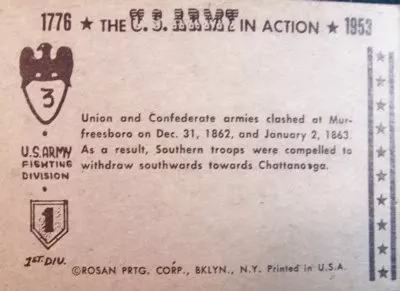 1776 ★ THE U.S. ARMY IN ACTION ★ 1953
3
Union and Confederate armies clashed at Mur-
freesboro on Dec. 31, 1862, and January 2, 1863.
As a result, Southern troops were compelled to
withdraw southwards towards Chattanooga.
U.S. ARMY
FIGHTING
DIVISION
1
1ST. DIV.
©ROSAN PRTG. CORP., BKLYN., N.Y. Printed in U.S.A.